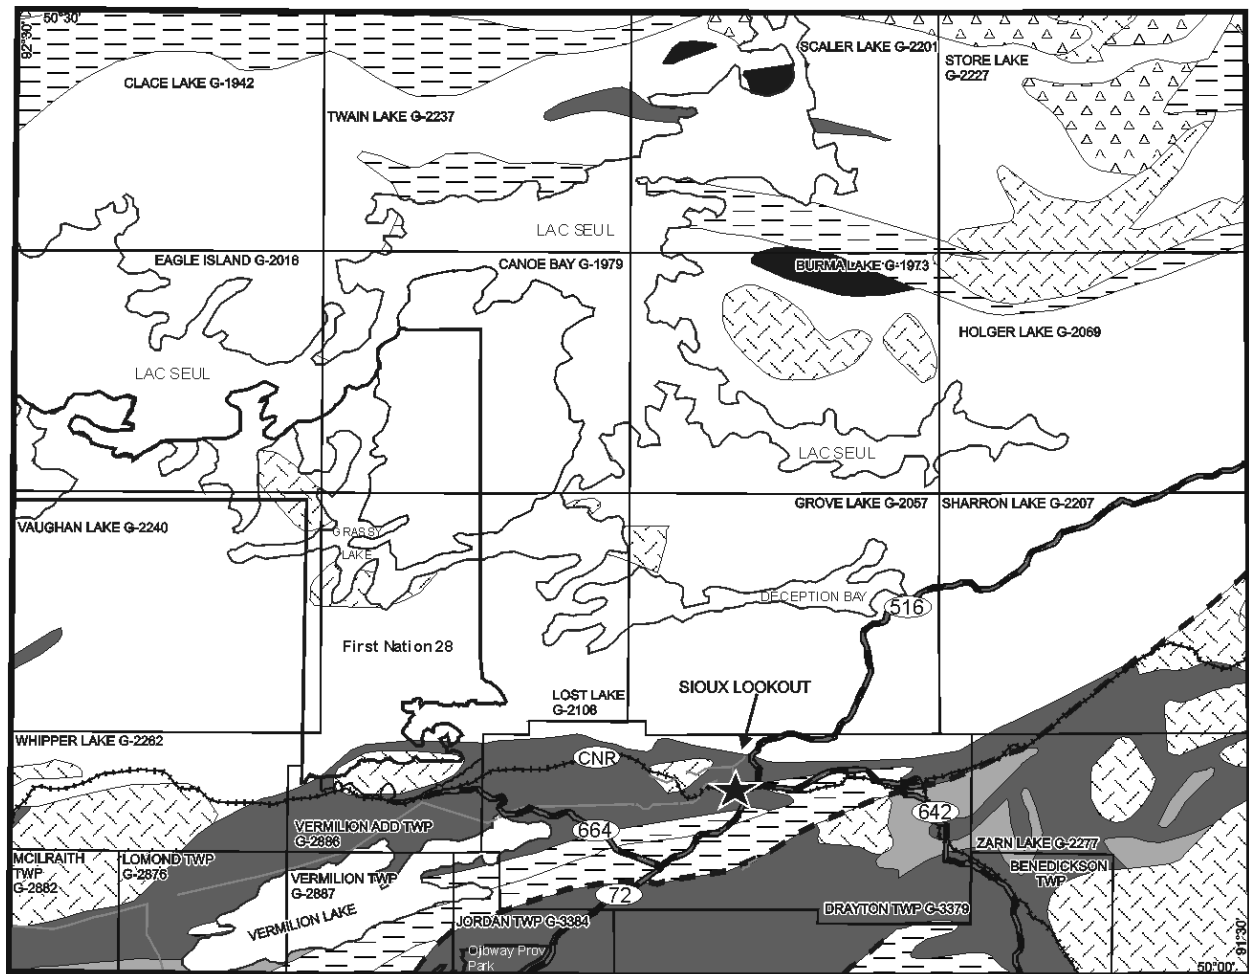 50°30'
92°30'
SCALER LAKE G-2201
STORE LAKE
G-2227
CLACE LAKE G-1942
TWAIN LAKE G-2237
LAC SEUL
EAGLE ISLAND G-2016
CANOE BAY G-1979
BURMA LAKE G-1973
HOLGER LAKE G-2069
LAC SEUL
LAC SEUL
GROVE LAKE G-2057
SHARRON LAKE G-2207
VAUGHAN LAKE G-2240
GRASSY
LAKE
DECEPTION BAY
516
First Nation 28
SIOUX LOOKOUT
LOST LAKE
G-2106
WHIPPER LAKE G-2262
CNR
642
VERMILION ADD TWP
G-2886
664
ZARN LAKE G-2277
MCILRAITH
TWP
G-2882
LOMOND TWP
G-2876
BENEDICKSON
TWP
VERMILION TWP
G-2887
72
DRAYTON TWP G-3379
VERMILION LAKE
JORDAN TWP G-3384
Ojibway Prov
Park
91°30'
50°00'